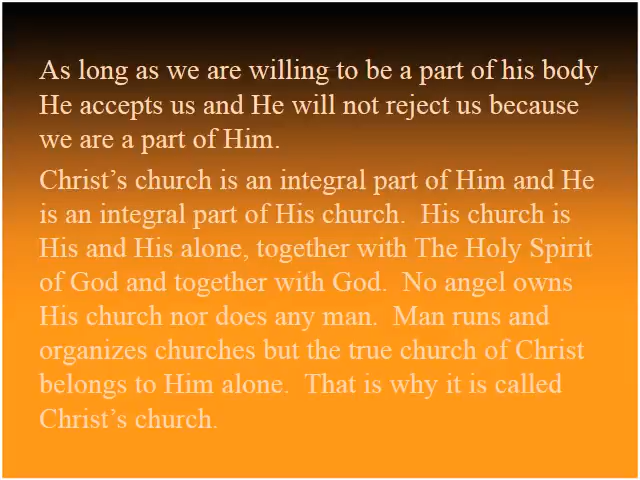 As long as we are willing to be a part of his body
He accepts us and He will not reject us because
we are a part of Him.
Christ’s church is an integral part of Him and He
is an integral part of His church.  His church is
His and His alone, together with The Holy Spirit
of God and together with God.  No angel owns
His church nor does any man.  Man runs and
organizes churches but the true church of Christ
belongs to Him alone.  That is why it is called
Christ’s church.